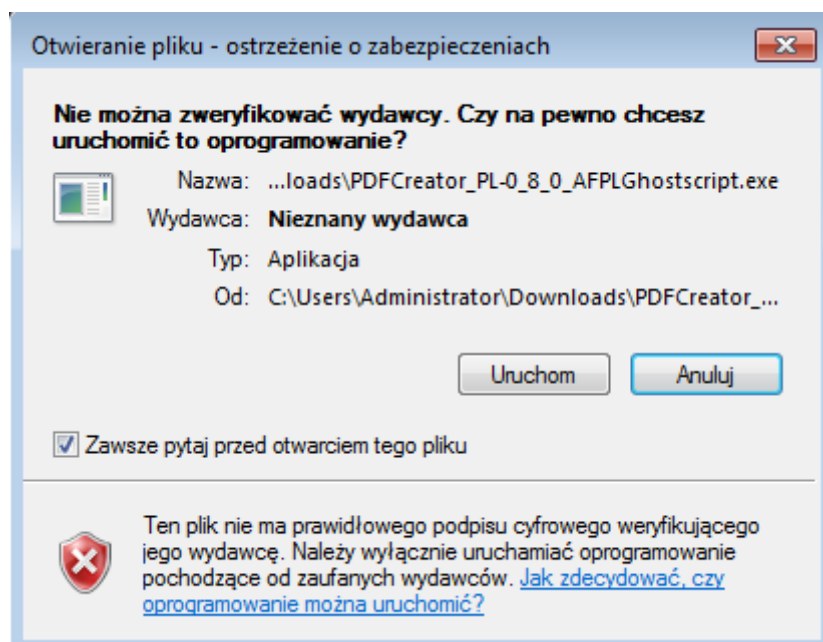 Otwieranie pliku - ostrzeżenie o zabezpieczeniach
Nie można zweryfikować wydawcy. Czy na pewno chcesz
uruchomić to oprogramowanie?
Nazwa: ...loads\PDFCreator_PL-0_8_0_AFPLGhostscript.exe
Wydawca: Nieznany wydawca
Typ: Aplikacja
Od: C:\Users\Administrator\Downloads\PDFCreator_...
Uruchom Anuluj
Zawsze pytaj przed otwarciem tego pliku
Ten plik nie ma prawidłowego podpisu cyfrowego weryfikującego
jego wydawcę. Należy wyłącznie uruchamiać oprogramowanie
pochodzące od zaufanych wydawców. Jak zdecydować, czy
oprogramowanie można uruchomić?